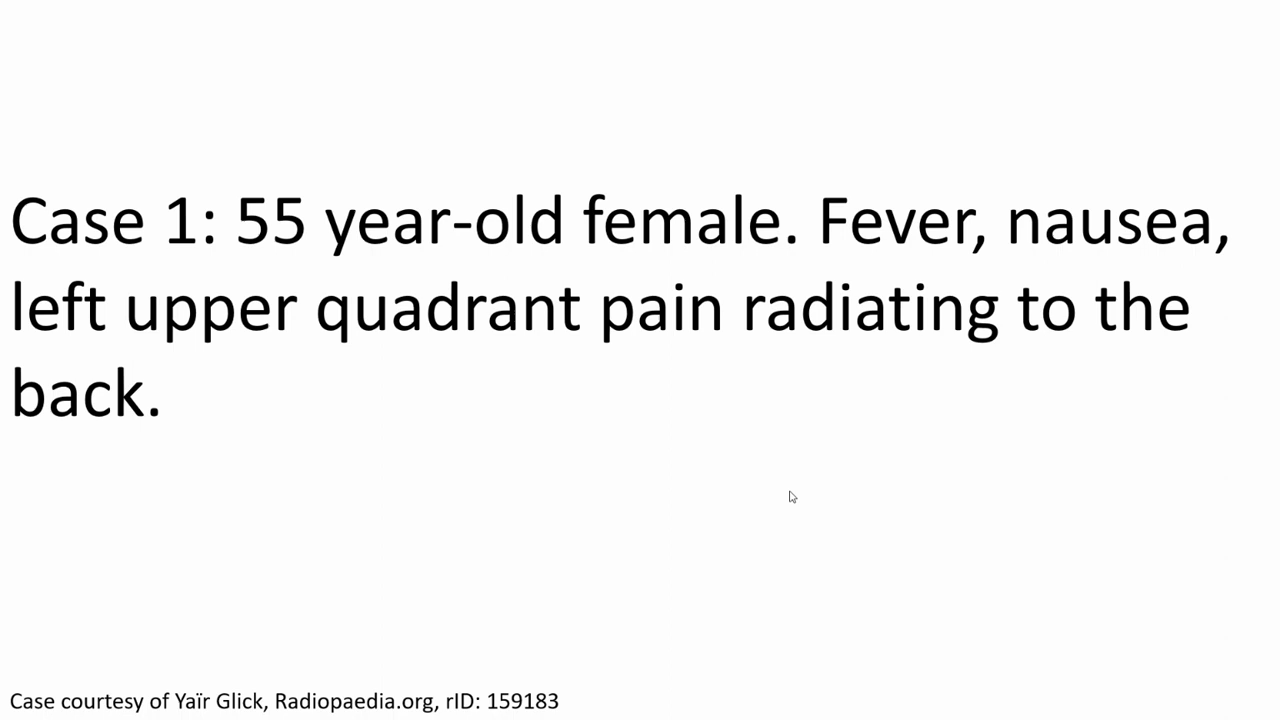 Case 1: 55 year-old female. Fever, nausea,
left upper quadrant pain radiating to the
back.
Case courtesy of Yaïr Glick, Radiopaedia.org, rID: 159183